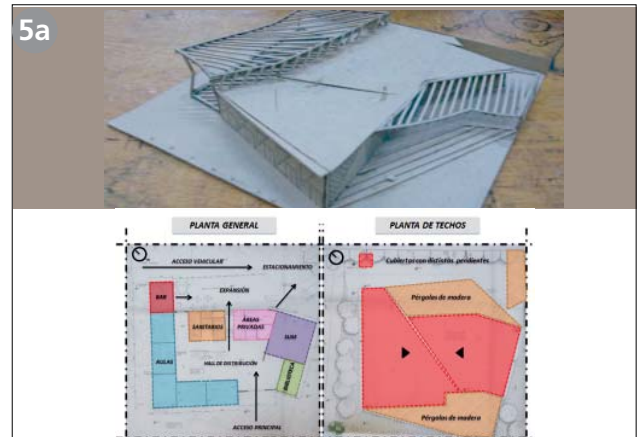 5a
PLANTA GENERAL
PLANTA DE TECHOS
ACCESO VEHICULAR
ESTACIONAMIENTO
EXPANSIÓN
BAR
SANITARIOS
ÁREAS
PRIVADAS
SUM
AULAS
HALL DE DISTRIBUCIÓN
BIBLIOTECA
ACCESO PRINCIPAL
Cubiertas con distintas pendientes
Pérgolas de madera
Pérgolas de madera